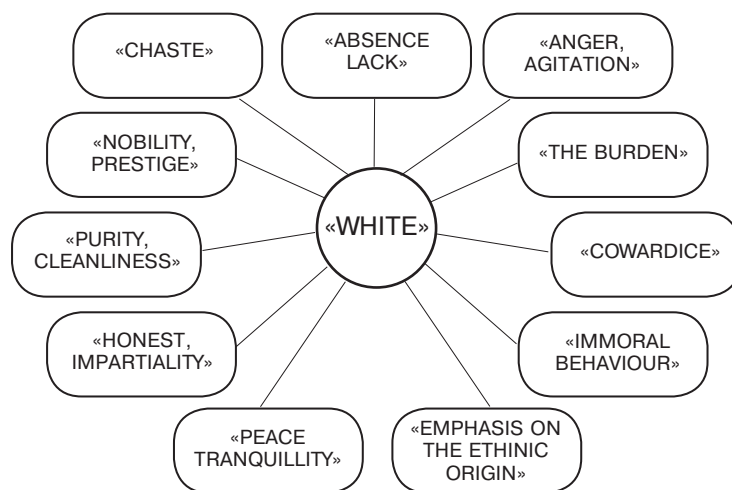 «CHASTE»
«ABSENCE
LACK»
«ANGER,
AGITATION»
«NOBILITY,
PRESTIGE»
«THE BURDEN»
«WHITE»
«PURITY,
CLEANLINESS»
«COWARDICE»
«HONEST,
IMPARTIALITY»
«IMMORAL
BEHAVIOUR»
«PEACE
TRANQUILLITY»
«EMPHASIS ON
THE ETHINIC
ORIGIN»